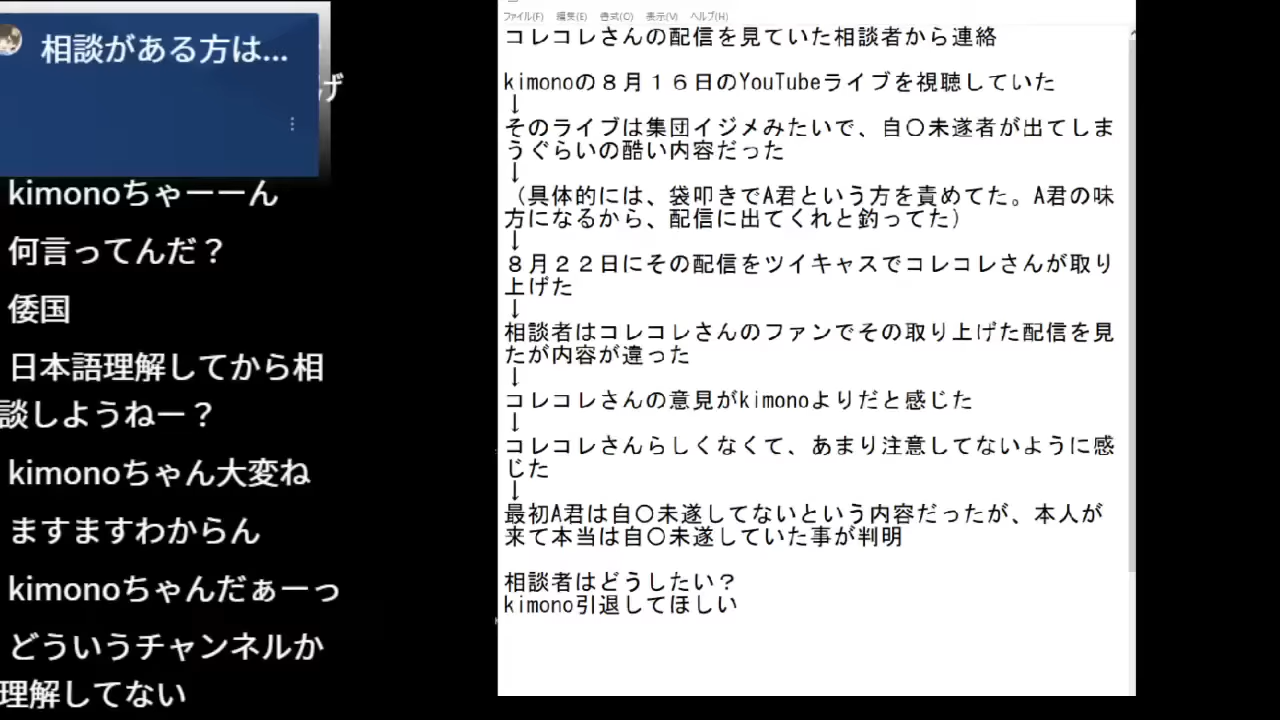 相談がある方は...
げ
kimonoちゃーーん
何言ってんだ？
倭国
日本語理解してから相
談しようねー？
kimonoちゃん大変ね
ますますわからん
kimonoちゃんだぁーっ
どういうチャンネルか
理解してない
ファイル(F) 編集(E) 書式(O) 表示(V) ヘルプ(H)
コレコレさんの配信を見ていた相談者から連絡
kimonoの８月１６日のYouTubeライブを視聴していた
↓
そのライブは集団イジメみたいで、自〇未遂者が出てしま
うぐらいの酷い内容だった
↓
（具体的には、袋叩きでA君という方を責めてた。A君の味
方になるから、配信に出てくれと釣ってた）
↓
８月２２日にその配信をツイキャスでコレコレさんが取り
上げた
↓
相談者はコレコレさんのファンでその取り上げた配信を見
たが内容が違った
↓
コレコレさんの意見がkimonoよりだと感じた
↓
コレコレさんらしくなくて、あまり注意してないように感
じた
↓
最初A君は自〇未遂してないという内容だったが、本人が
来て本当は自〇未遂していた事が判明
相談者はどうしたい？
kimono引退してほしい